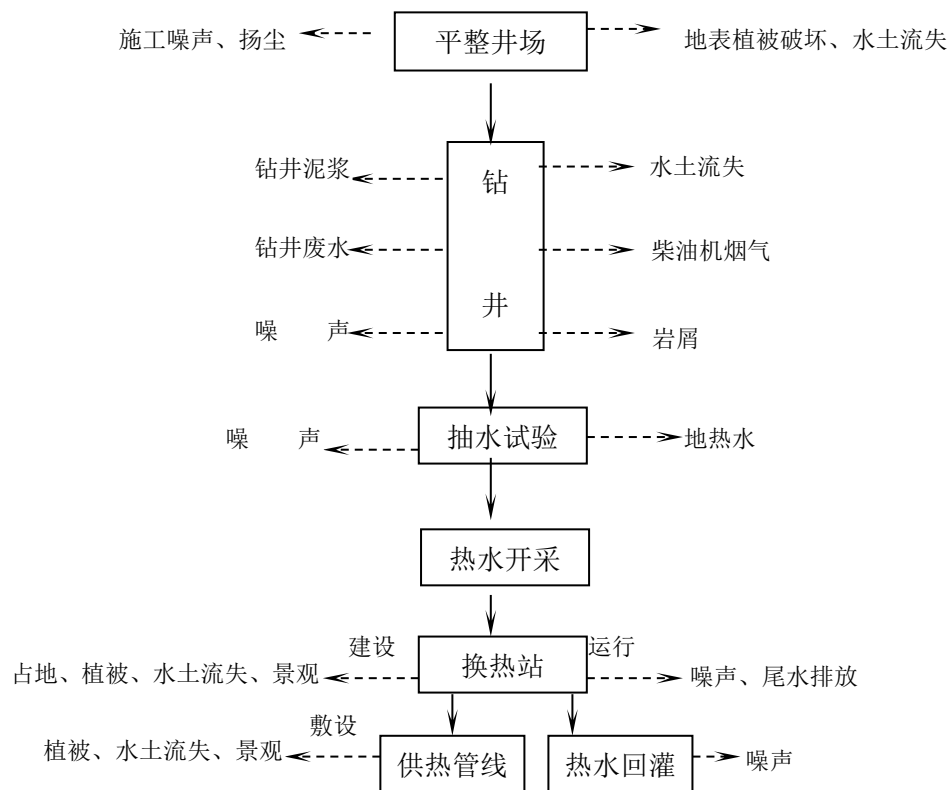 施工噪声、扬尘
平整井场
地表植被破坏、水土流失
钻井泥浆
钻
水土流失
钻井废水
柴油机烟气
井
噪 声
岩屑
噪 声
抽水试验
地热水
热水开采
建设
运行
占地、植被、水土流失、景观
换热站
噪声、尾水排放
敷设
植被、水土流失、景观
供热管线
热水回灌
噪声